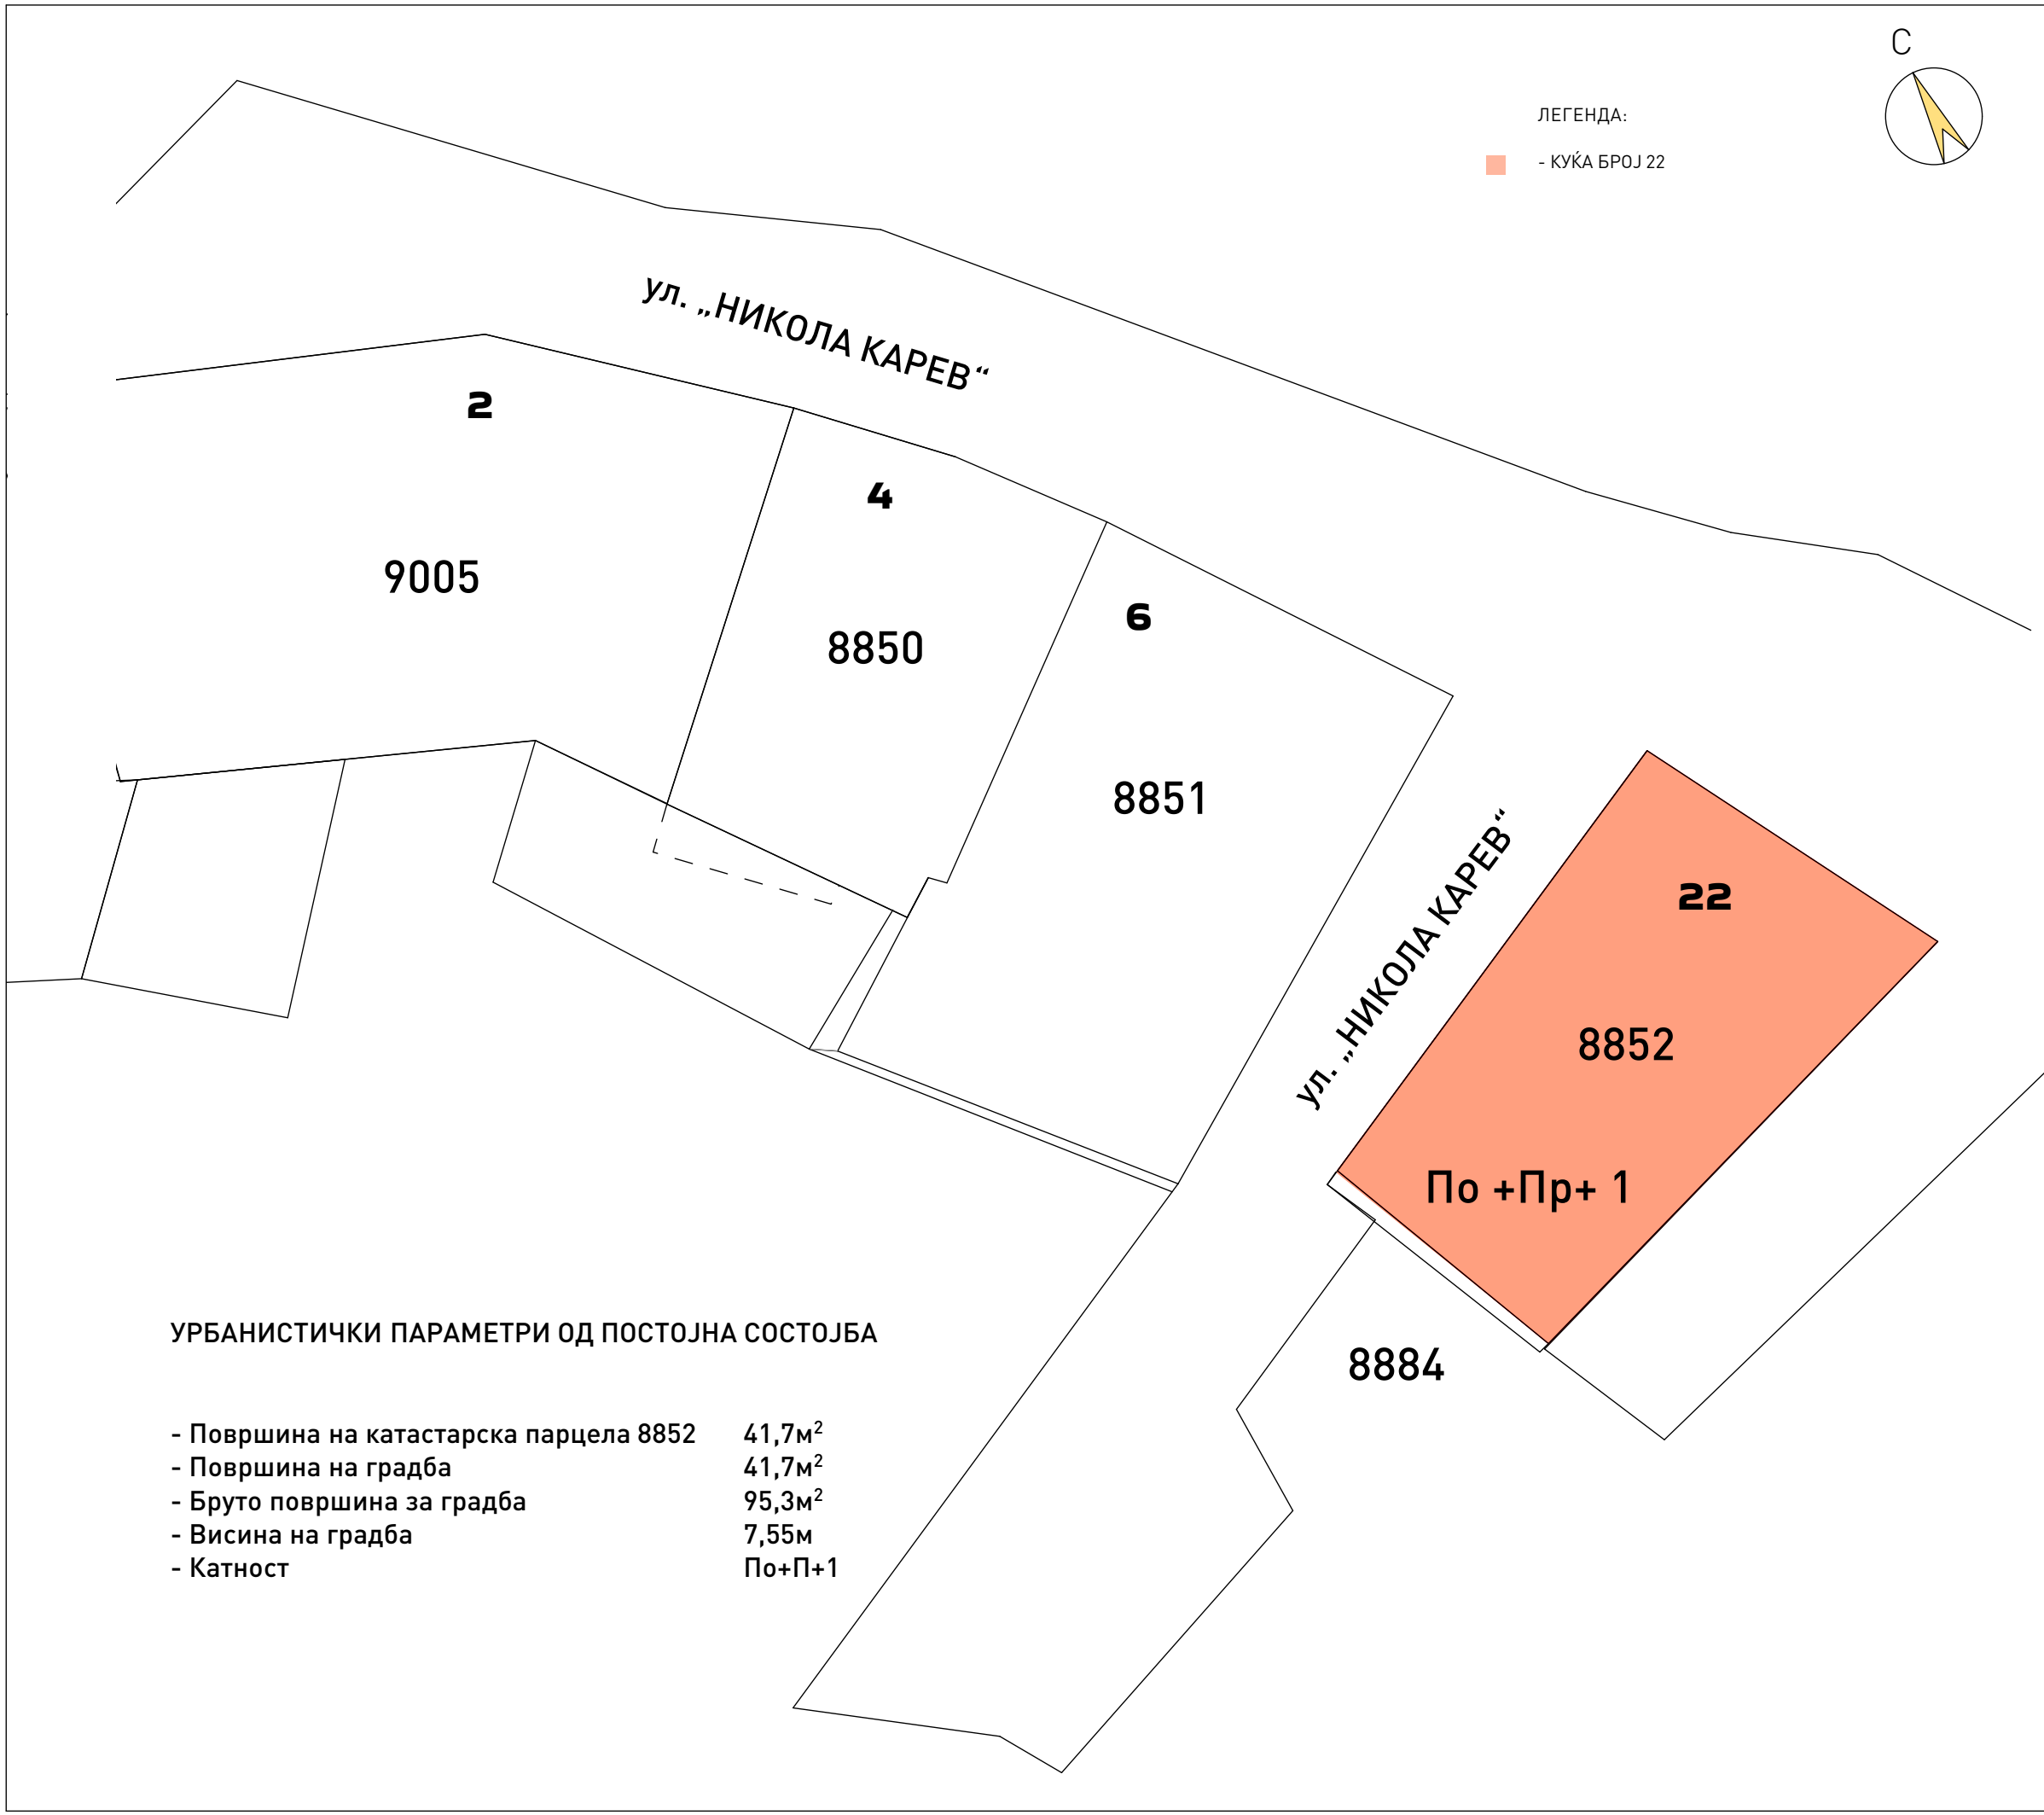 С
ЛЕГЕНДА:
- КУЌА БРОЈ 22
ул. „НИКОЛА КАРЕВ“
2
4
9005
6
8850
8851
ул. „НИКОЛА КАРЕВ“
22
8852
По +Пр+ 1
8884
УРБАНИСТИЧКИ ПАРАМЕТРИ ОД ПОСТОЈНА СОСТОЈБА
- Површина на катастарска парцела 8852 41,7м²
- Површина на градба 41,7м²
- Бруто површина за градба 95,3м²
- Висина на градба 7,55м
- Катност По+П+1